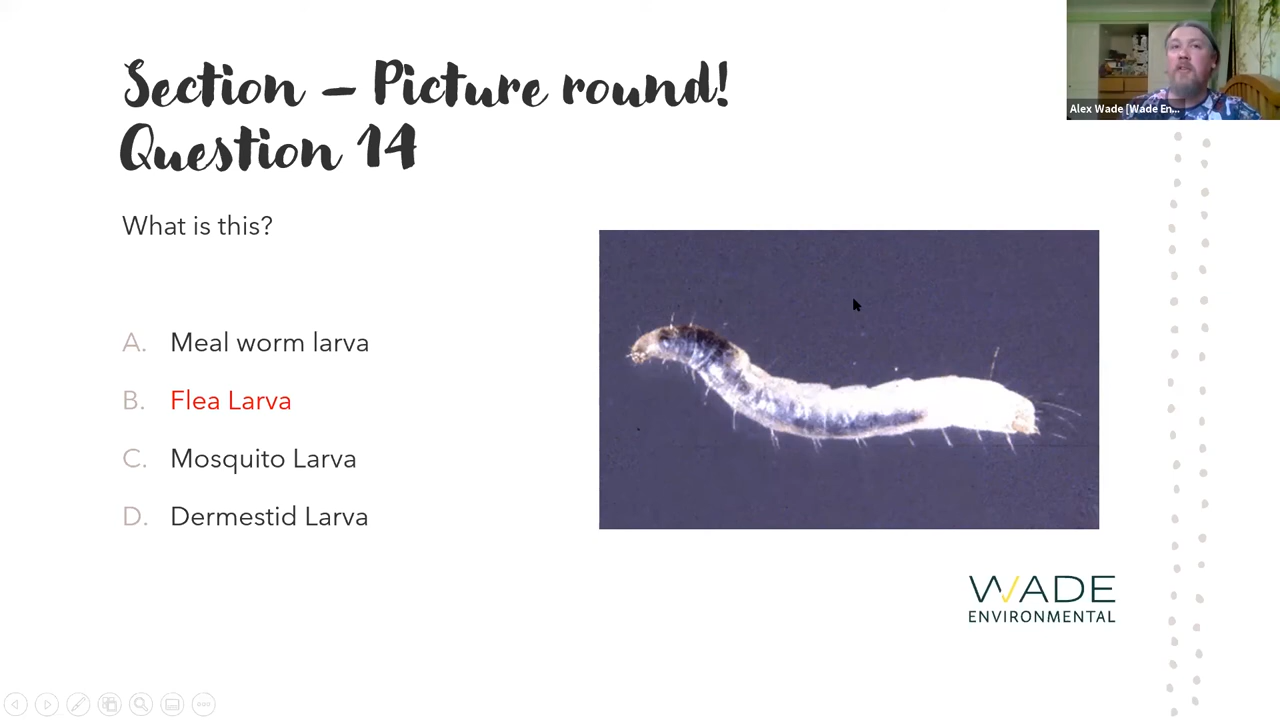 Section – Picture round!
Question 14
What is this?
A. Meal worm larva
B. Flea Larva
C. Mosquito Larva
D. Dermestid Larva
Alex Wade [Wade En...
WADE
ENVIRONMENTAL